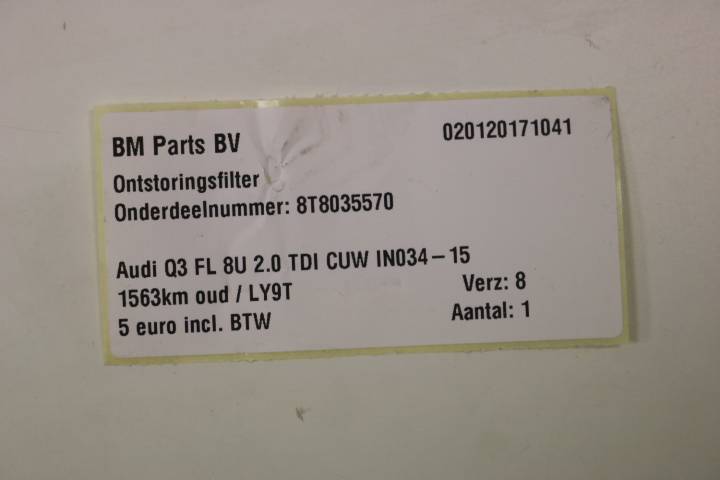 BM Parts BV 020120171041
Ontstoringsfilter
Onderdeelnummer: 8T8035570
Audi Q3 FL 8U 2.0 TDI CUW IN034-15
1563km oud / LY9T Verz: 8
5 euro incl. BTW Aantal: 1